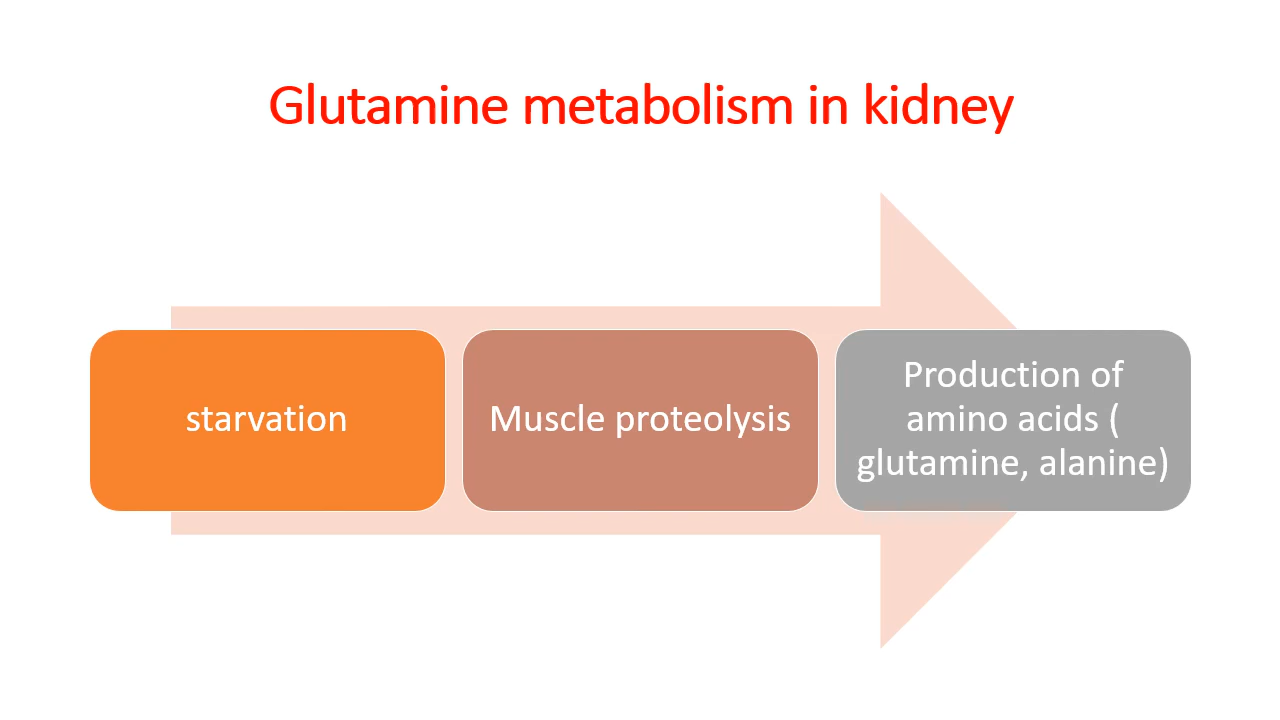 Glutamine metabolism in kidney
starvation
Muscle proteolysis
Production of
amino acids (
glutamine, alanine)